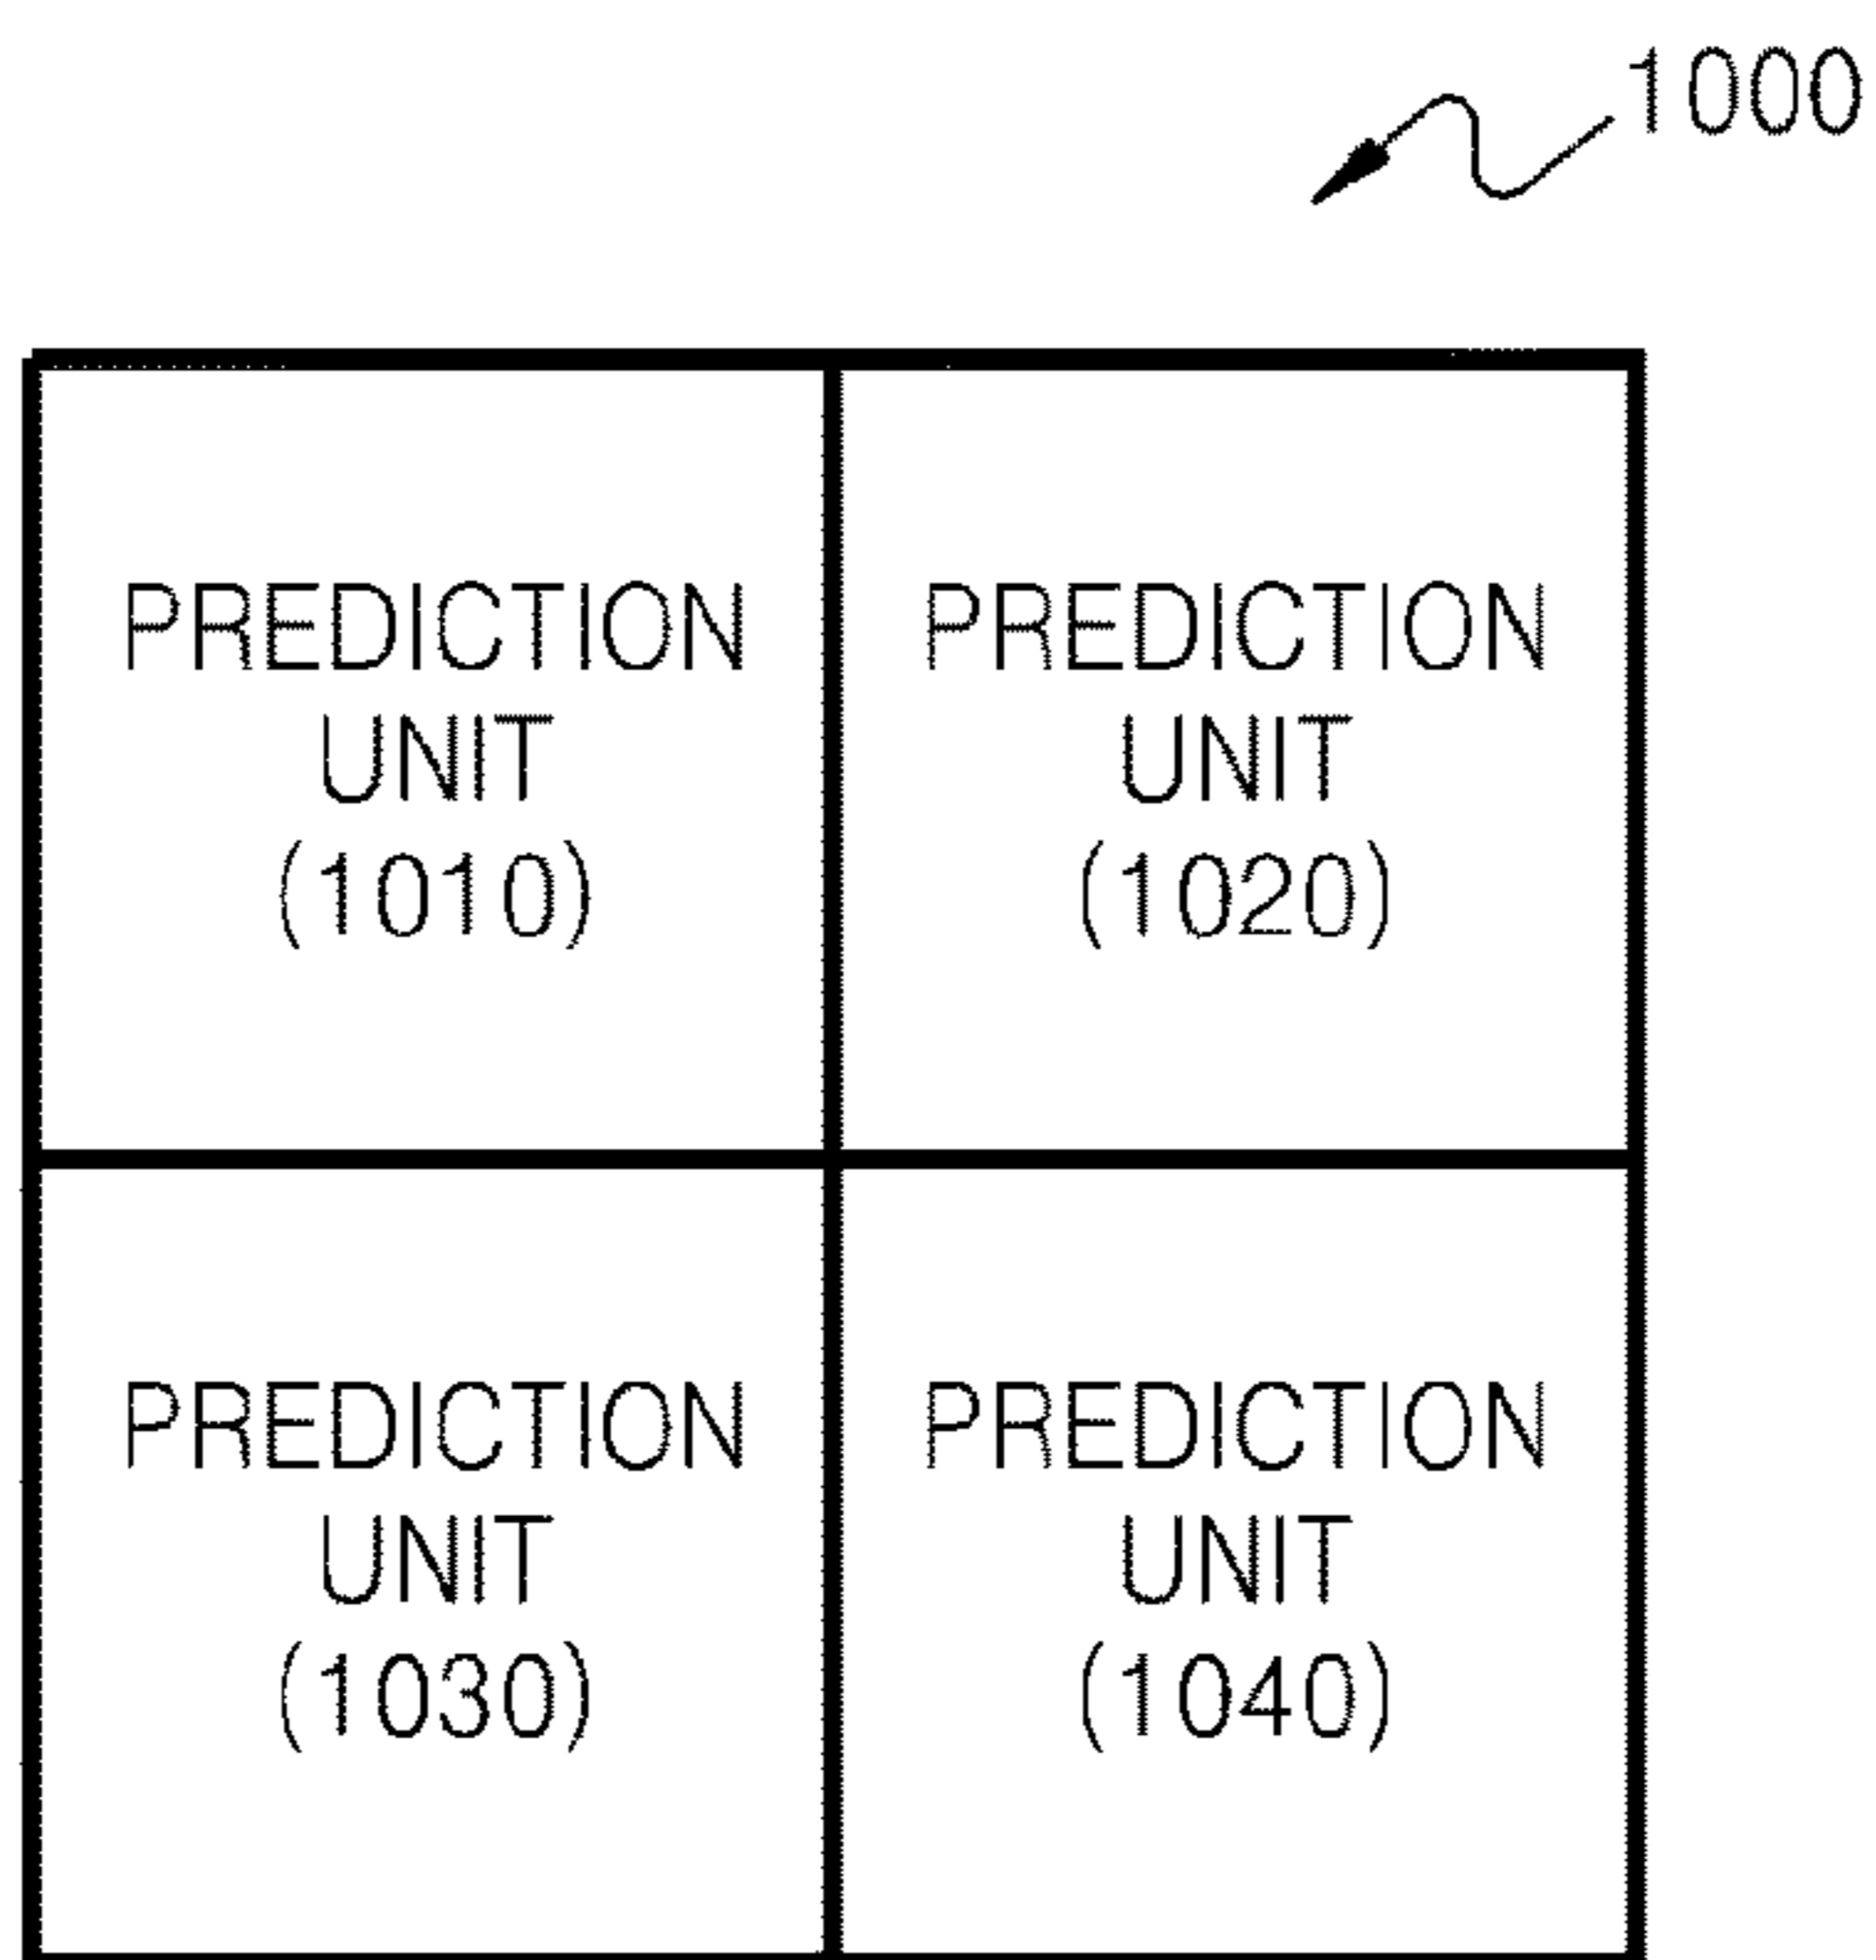 1000
PREDICTION
UNIT
(1010)
PREDICTION
UNIT
(1020)
PREDICTION
UNIT
(1030)
PREDICTION
UNIT
(1040)